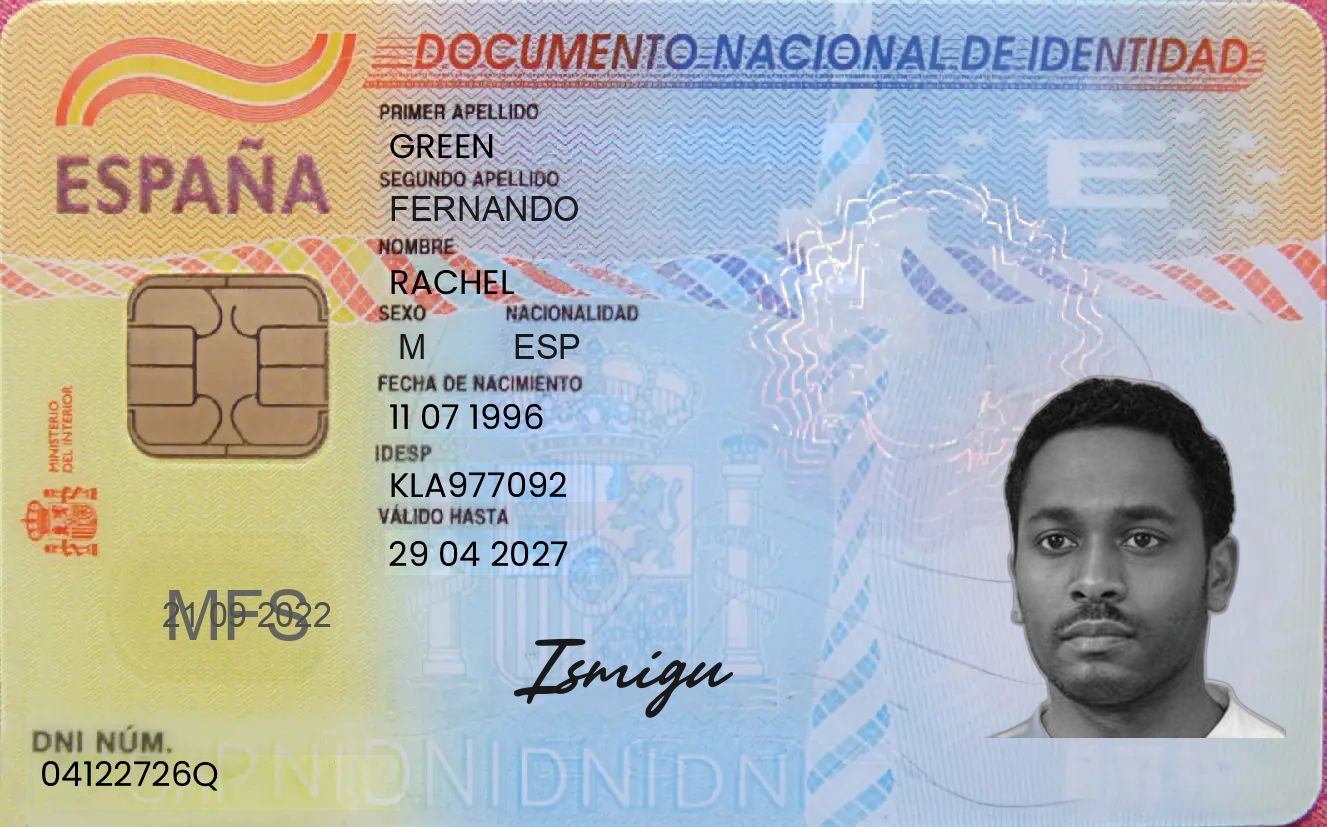 DOCUMENTO NACIONAL DE IDENTIDAD
ESPAÑA
PRIMER APELLIDO
GREEN
SEGUNDO APELLIDO
FERNANDO
NOMBRE
RACHEL
SEXO NACIONALIDAD
M ESP
FECHA DE NACIMIENTO
11 07 1996
IDESP
KLA977092
VÁLIDO HASTA
29 04 2027
MINISTERIO
DEL INTERIOR
E
MFS
21 09 2022
Ismigu
DNI NÚM.
04122726Q
DNIDNIDNIDN